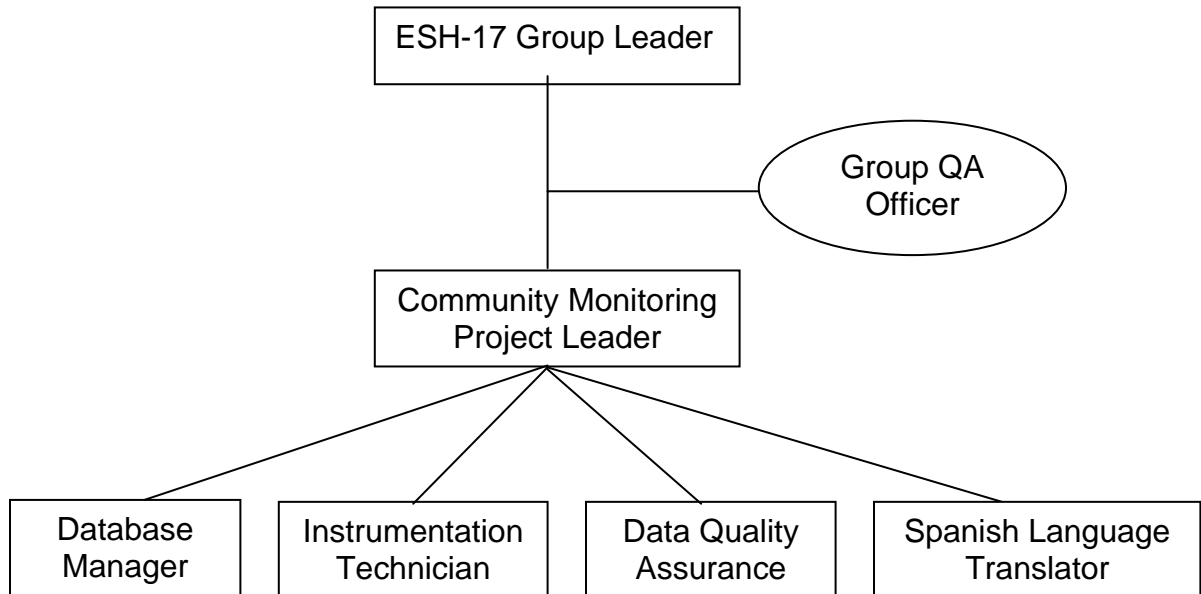 ESH-17 Group Leader
Group QA
Officer
Community Monitoring
Project Leader
Database
Manager
Instrumentation
Technician
Data Quality
Assurance
Spanish Language
Translator